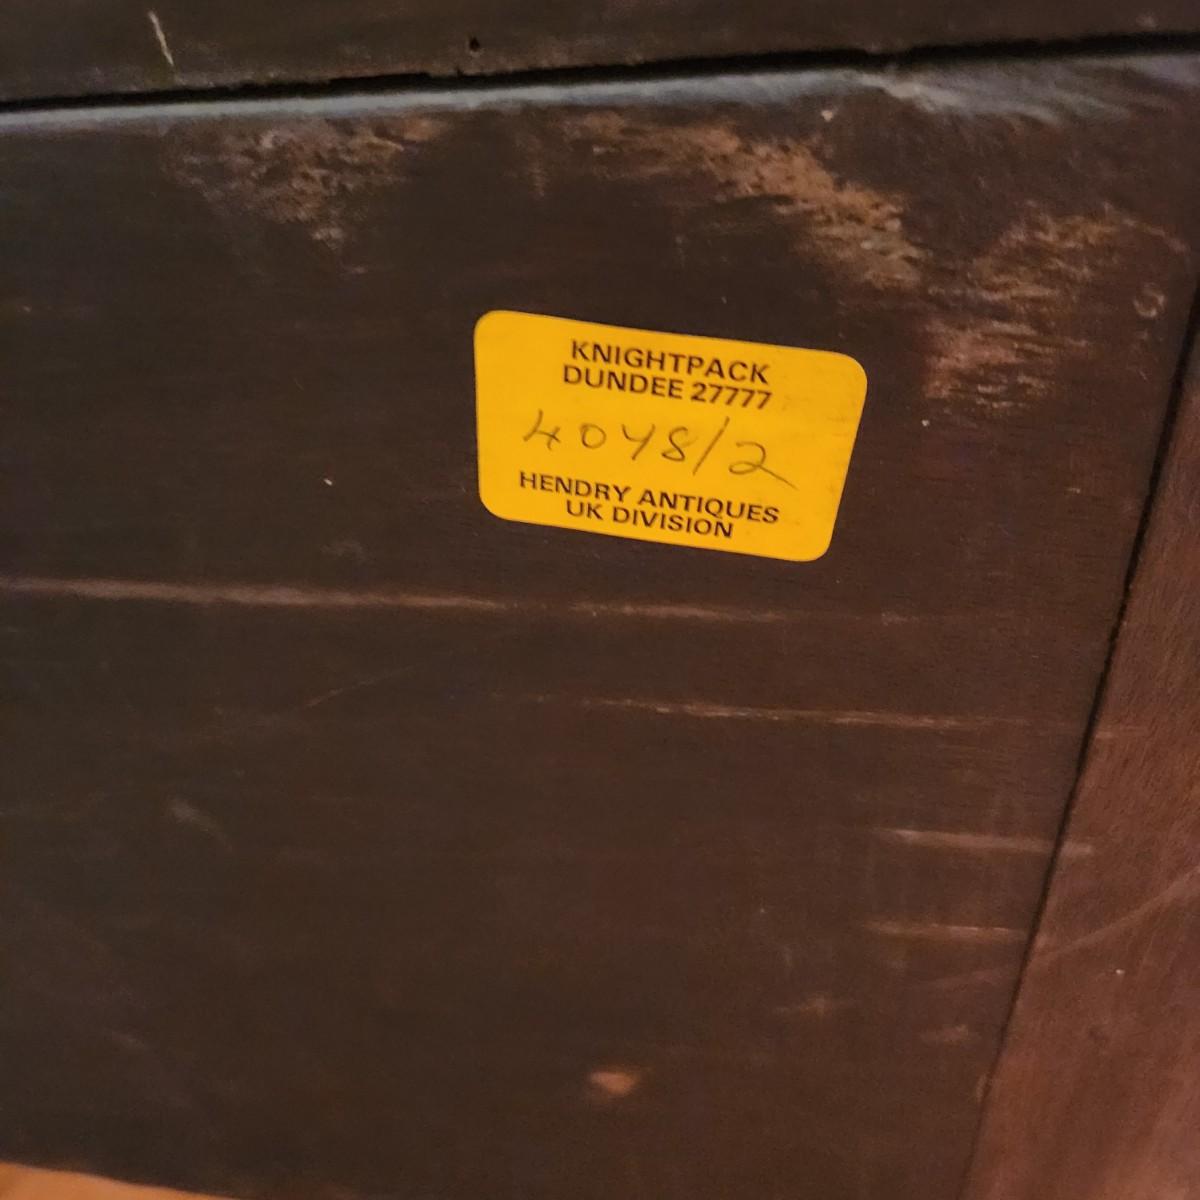 KNIGHTPACK
DUNDEE 27777
4048/2
HENDRY ANTIQUES
UK DIVISION